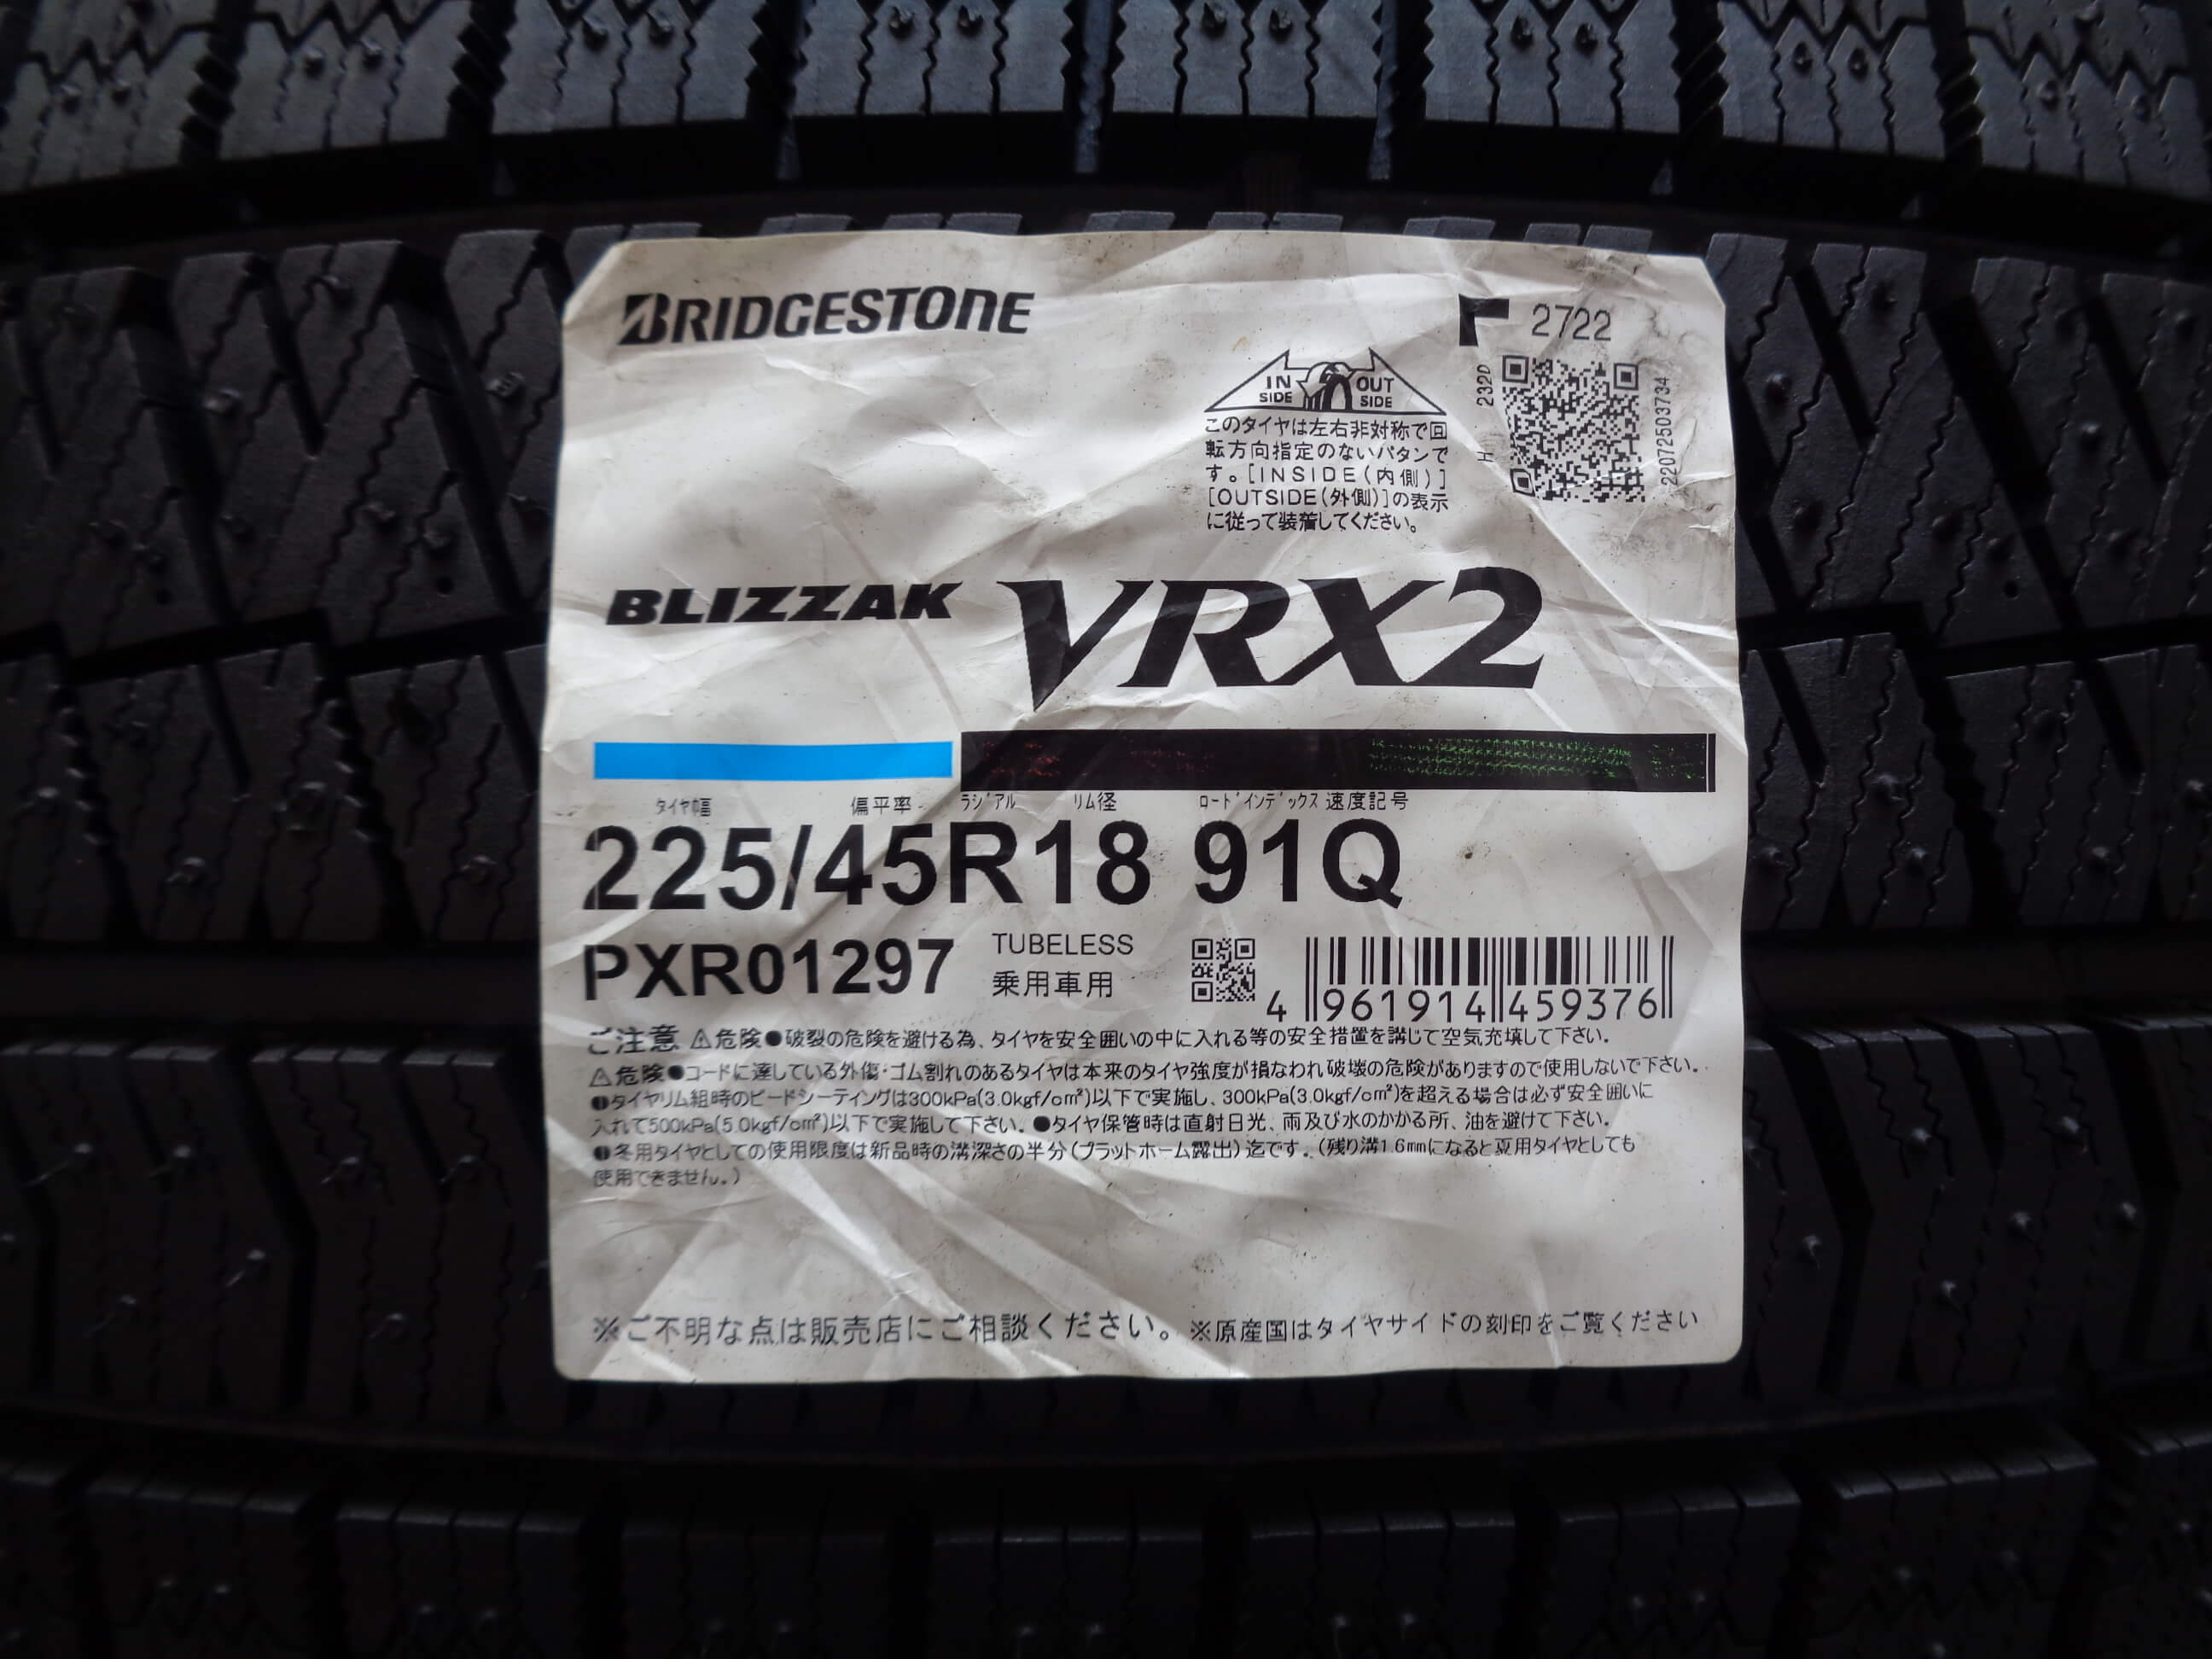 BRIDGESTONE
2722
IN SIDE OUT SIDE
232D
H
2207250373​4
このタイヤは左右非対称で回
転方向指定のないパタンで
す。[INSIDE(内側)]
[OUTSIDE(外側)]の表示
に従って装着してください。
BLIZZAK VRX2
タイヤ幅 偏平率 ラジアル リム径 ロードインデックス 速度記号
225/45R18 91Q
PXR01297 TUBELESS
乗用車用
4 961914 459376
ご注意 ⚠危険●破裂の危険を避ける為、タイヤを安全囲いの中に入れる等の安全措置を講じて空気充填して下さい。
⚠危険●コードに達している外傷・ゴム割れのあるタイヤは本来のタイヤ強度が損なわれ破壊の危険がありますので使用しないで下さい。
●タイヤリム組時のビードシーティングは300kPa(3.0kgf/cm²)以下で実施し、300kPa(3.0kgf/cm²)を超える場合は必ず安全囲いに
入れて500kPa(5.0kgf/cm²)以下で実施して下さい。●タイヤ保管時は直射日光、雨及び水のかかる所、油を避けて下さい。
●冬用タイヤとしての使用限度は新品時の溝深さの半分(プラットホーム露出)迄です。(残り溝1.6mmになると夏用タイヤとしても
使用できません。)
※ご不明な点は販売店にご相談ください。※原産国はタイヤサイドの刻印をご覧ください